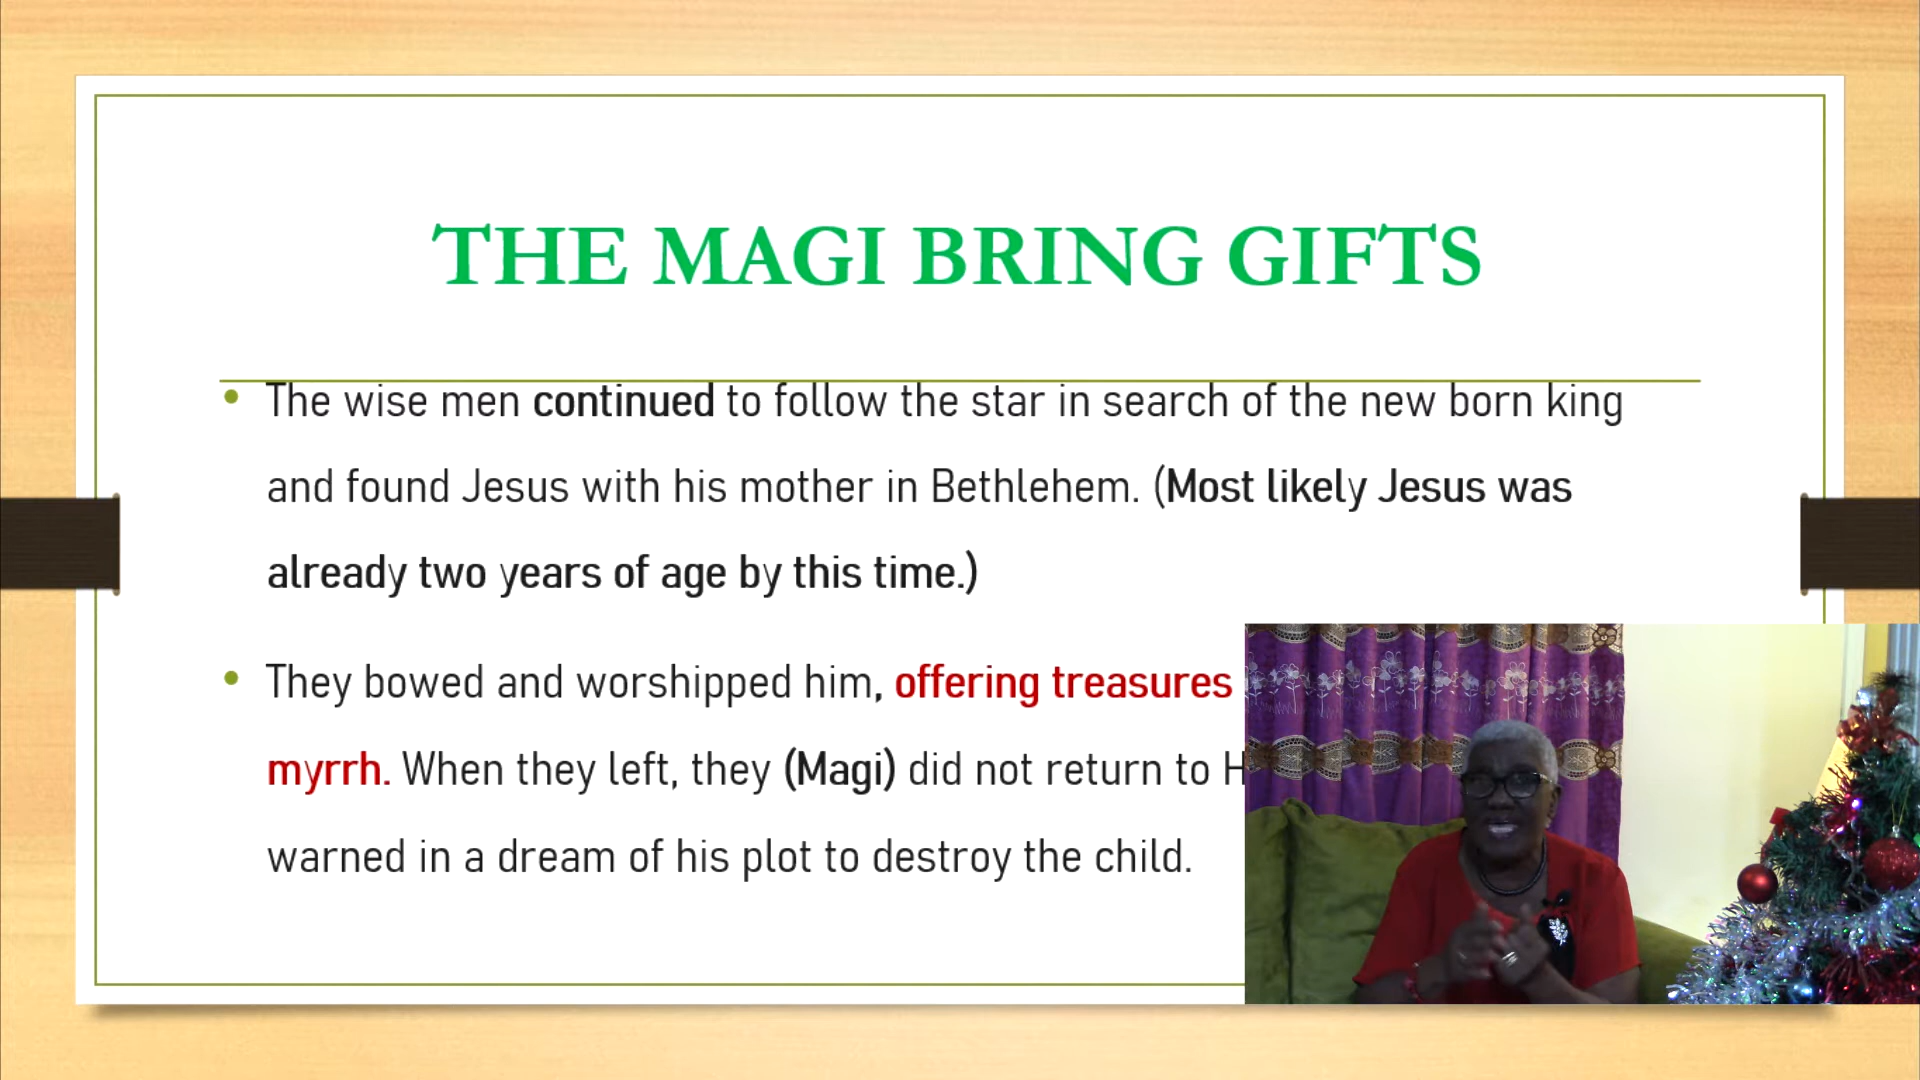 THE MAGI BRING GIFTS
• The wise men continued to follow the star in search of the new born king
and found Jesus with his mother in Bethlehem. (Most likely Jesus was
already two years of age by this time.)
• They bowed and worshipped him, offering treasures
myrrh. When they left, they (Magi) did not return to
warned in a dream of his plot to destroy the child.